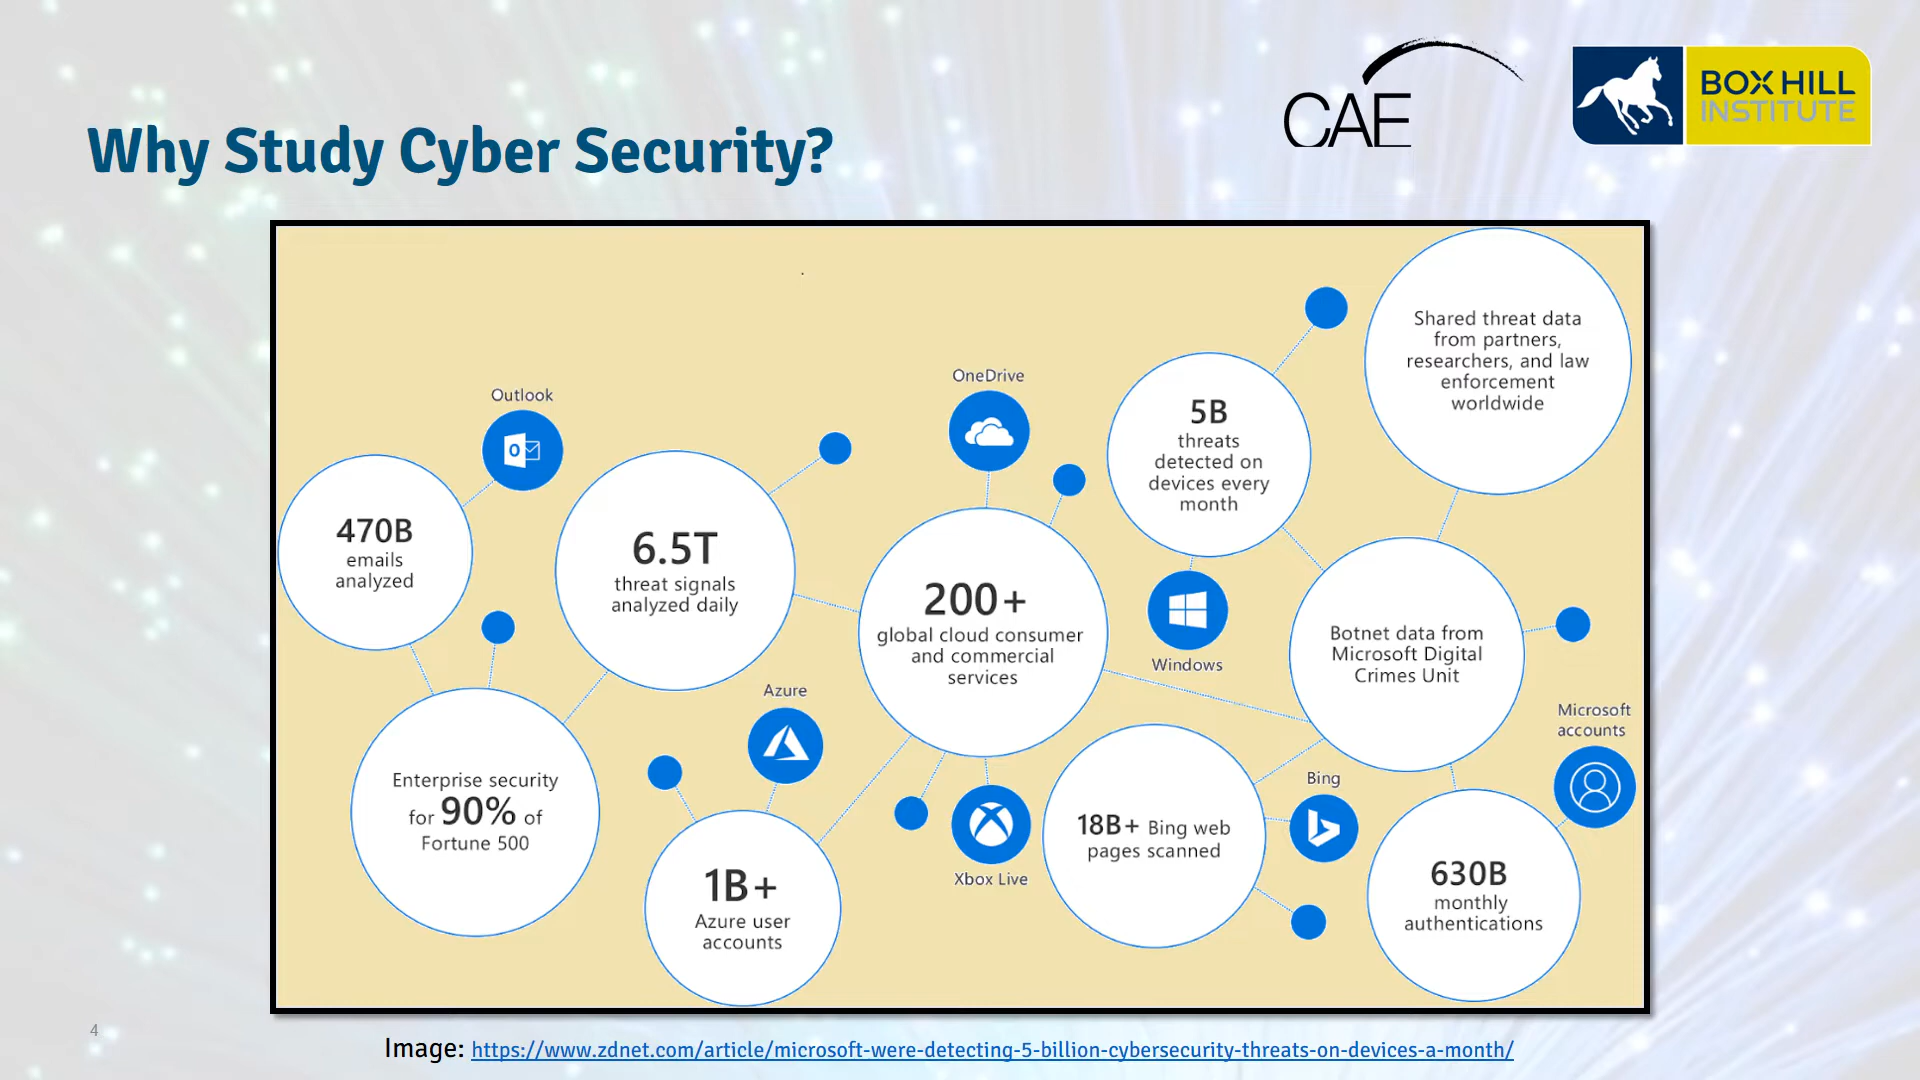 CAE
BOX HILL
INSTITUTE
Why Study Cyber Security?
Shared threat data
from partners,
researchers, and law
enforcement
worldwide
OneDrive
Outlook
5B
threats
detected on
devices every
month
470B
emails
analyzed
6.5T
threat signals
analyzed daily
200+
global cloud consumer
and commercial
services
Windows
Botnet data from
Microsoft Digital
Crimes Unit
Azure
Microsoft
accounts
Enterprise security
for 90% of
Fortune 500
Bing
18B+ Bing web
pages scanned
Xbox Live
1B+
Azure user
accounts
630B
monthly
authentications
4
Image: https://www.zdnet.com/article/microsoft-were-detecting-5-billion-cybersecurity-threats-on-devices-a-month/